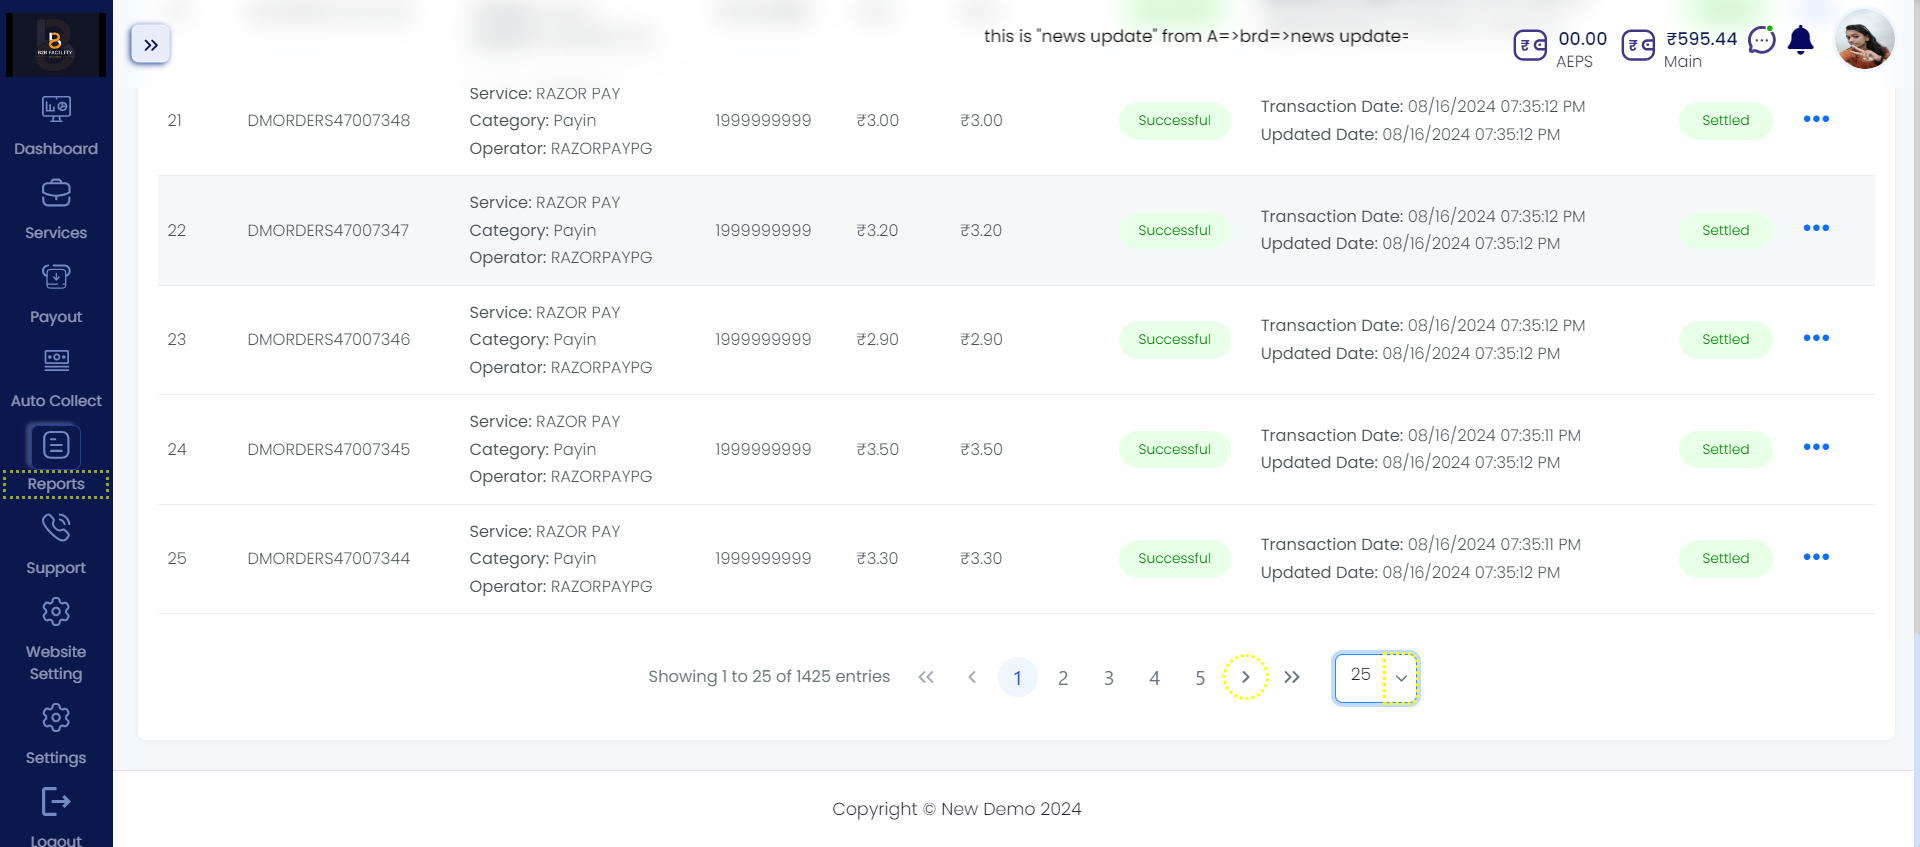 B2B FACILITY
this is "news update" from A=>brd=>news update=
00.00
AEPS
₹595.44
Main
Dashboard
Services
Payout
Auto Collect
Reports
Support
Website
Setting
Settings
Logout
21 DMORDERS47007348 Service: RAZOR PAY Category: Payin Operator: RAZORPAYPG 1999999999 ₹3.00 ₹3.00 Successful Transaction Date: 08/16/2024 07:35:12 PM Updated Date: 08/16/2024 07:35:12 PM Settled
22 DMORDERS47007347 Service: RAZOR PAY Category: Payin Operator: RAZORPAYPG 1999999999 ₹3.20 ₹3.20 Successful Transaction Date: 08/16/2024 07:35:12 PM Updated Date: 08/16/2024 07:35:12 PM Settled
23 DMORDERS47007346 Service: RAZOR PAY Category: Payin Operator: RAZORPAYPG 1999999999 ₹2.90 ₹2.90 Successful Transaction Date: 08/16/2024 07:35:12 PM Updated Date: 08/16/2024 07:35:12 PM Settled
24 DMORDERS47007345 Service: RAZOR PAY Category: Payin Operator: RAZORPAYPG 1999999999 ₹3.50 ₹3.50 Successful Transaction Date: 08/16/2024 07:35:11 PM Updated Date: 08/16/2024 07:35:12 PM Settled
25 DMORDERS47007344 Service: RAZOR PAY Category: Payin Operator: RAZORPAYPG 1999999999 ₹3.30 ₹3.30 Successful Transaction Date: 08/16/2024 07:35:11 PM Updated Date: 08/16/2024 07:35:12 PM Settled
Showing 1 to 25 of 1425 entries « ‹ 1 2 3 4 5 › » 25
Copyright © New Demo 2024